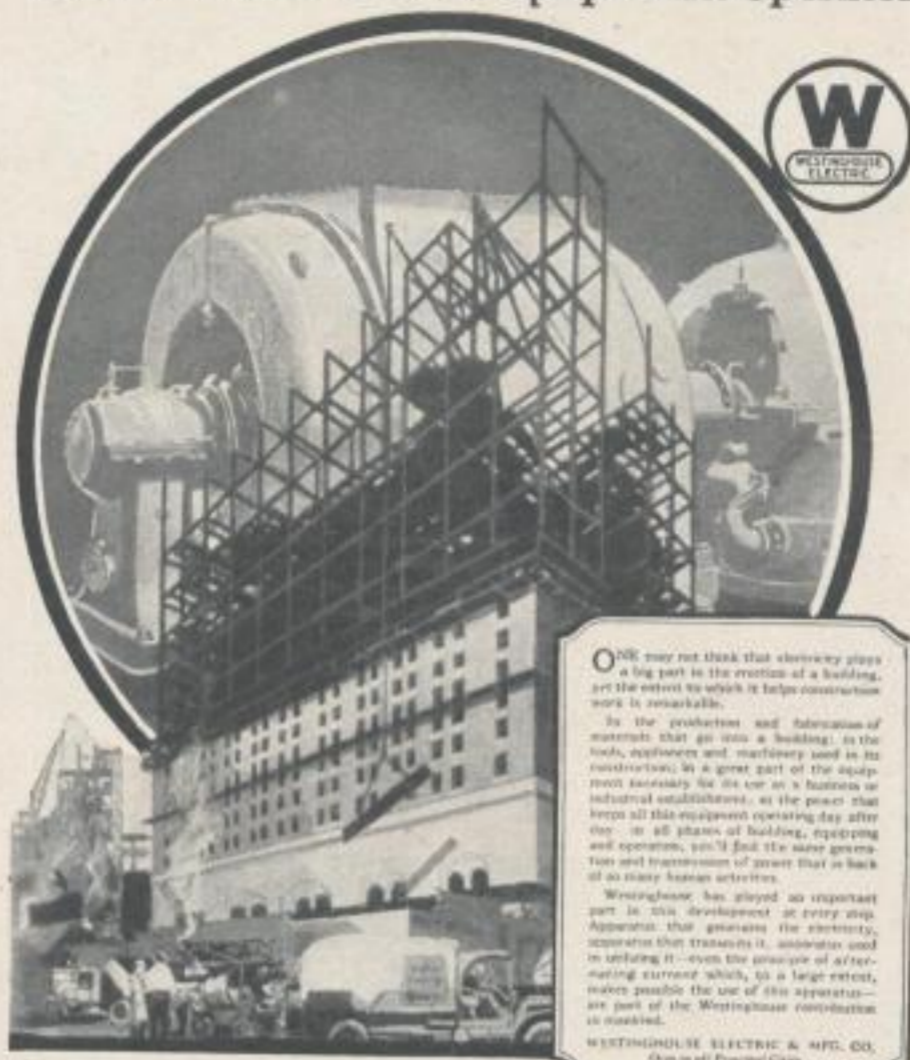 W
WESTINGHOUSE
ELECTRIC
ONE may not think that electricity plays
a big part in the erection of a building,
yet the extent to which it helps construction
work is remarkable.
In the production and fabrication of
materials that go into a building; in the
tools, appliances and machinery used in its
construction; in a great part of the equip-
ment necessary for its use as a business or
industrial establishment, as the power that
keeps all this equipment operating day after
day—in all phases of building, equipping
and operation, you'll find the same genera-
tion and transmission of power that is back
of so many human activities.
Westinghouse has played an important
part in this development at every step.
Apparatus that generates the electricity,
apparatus that transmits it, apparatus used
in utilizing it—even the principle of alter-
nating current which, to a large extent,
makes possible the use of this apparatus—
are part of the Westinghouse contribution
to mankind.
WESTINGHOUSE ELECTRIC & MFG. CO.